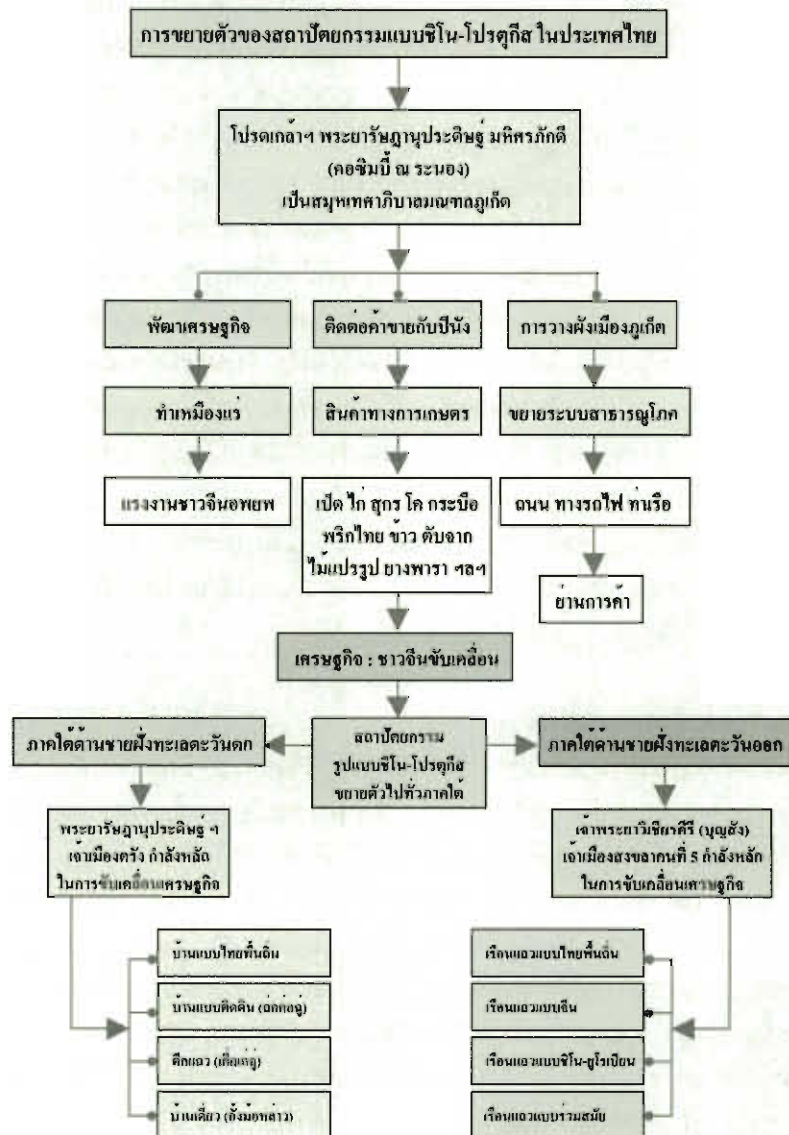 การขยายตัวของสถาปัตยกรรมแบบชิโน-โปรตุกีส ในประเทศไทย
โปรดเกล้าฯ พระยารัษฎานุประดิษฐ์ มหิศรภักดี
(คอซิมบี้ ณ ระนอง)
เป็นสมุหเทศาภิบาลมณฑลภูเก็ต
พัฒาเศรษฐกิจ
ติดต่อค้าขายกับปีนัง
การวางผังเมืองภูเก็ต
ทำเหมืองแร่
สินค้าทางการเกษตร
ขยายระบบสาธารณูโภค
แรงงานชาวจีนอพยพ
เป็ด ไก่ สุกร โค กระบือ
พริกไทย ข้าว ตับจาก
ไม้แปรรูป ยางพารา ฯลฯ
ถนน ทางรถไฟ ท่าเรือ
ย่านการค้า
เศรษฐกิจ : ชาวจีนขับเคลื่อน
ภาคใต้ด้านชายฝั่งทะเลตะวันตก
สถาปัตยกรรม
รูปแบบชิโน-โปรตุกีส
ขยายตัวไปทั่วภาคใต้
ภาคใต้ด้านชายฝั่งทะเลตะวันออก
พระยารัษฎานุประดิษฐ์ ฯ
เจ้าเมืองตรัง กำลังหลัก
ในการขับเคลื่อนเศรษฐกิจ
เจ้าพระยาวิเชียรคีรี (บุญสัง)
เจ้าเมืองสงขลาคนที่ 5 กำลังหลัก
ในการขับเคลื่อนเศรษฐกิจ
บ้านแบบไทยพื้นถิ่น
บ้านแบบติดดิน
ตึกแถว
บ้านเดี่ยว
เรือนแถวแบบไทยพื้นถิ่น
เรือนแถวแบบจีน
เรือนแถวแบบชิโน-ยูโรเปียน
เรือนแถวแบบร่วมสมัย